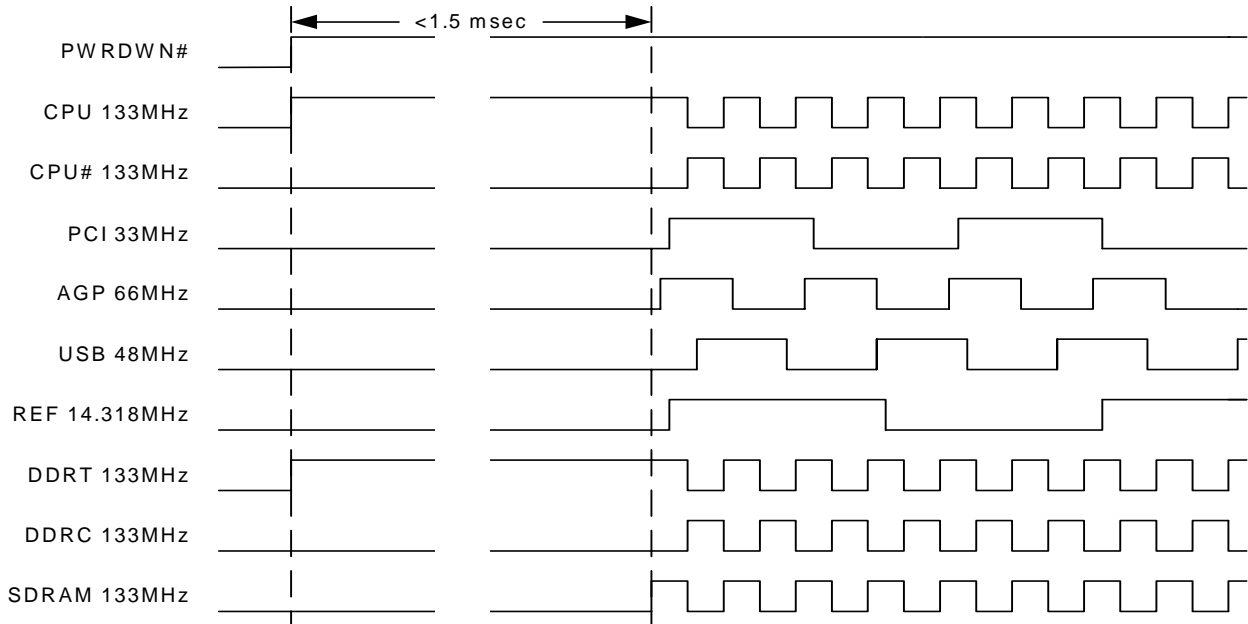 <1.5 msec
PWRDWN#
CPU 133MHz
CPU# 133MHz
PCI 33MHz
AGP 66MHz
USB 48MHz
REF 14.318MHz
DDRT 133MHz
DDRC 133MHz
SDRAM 133MHz